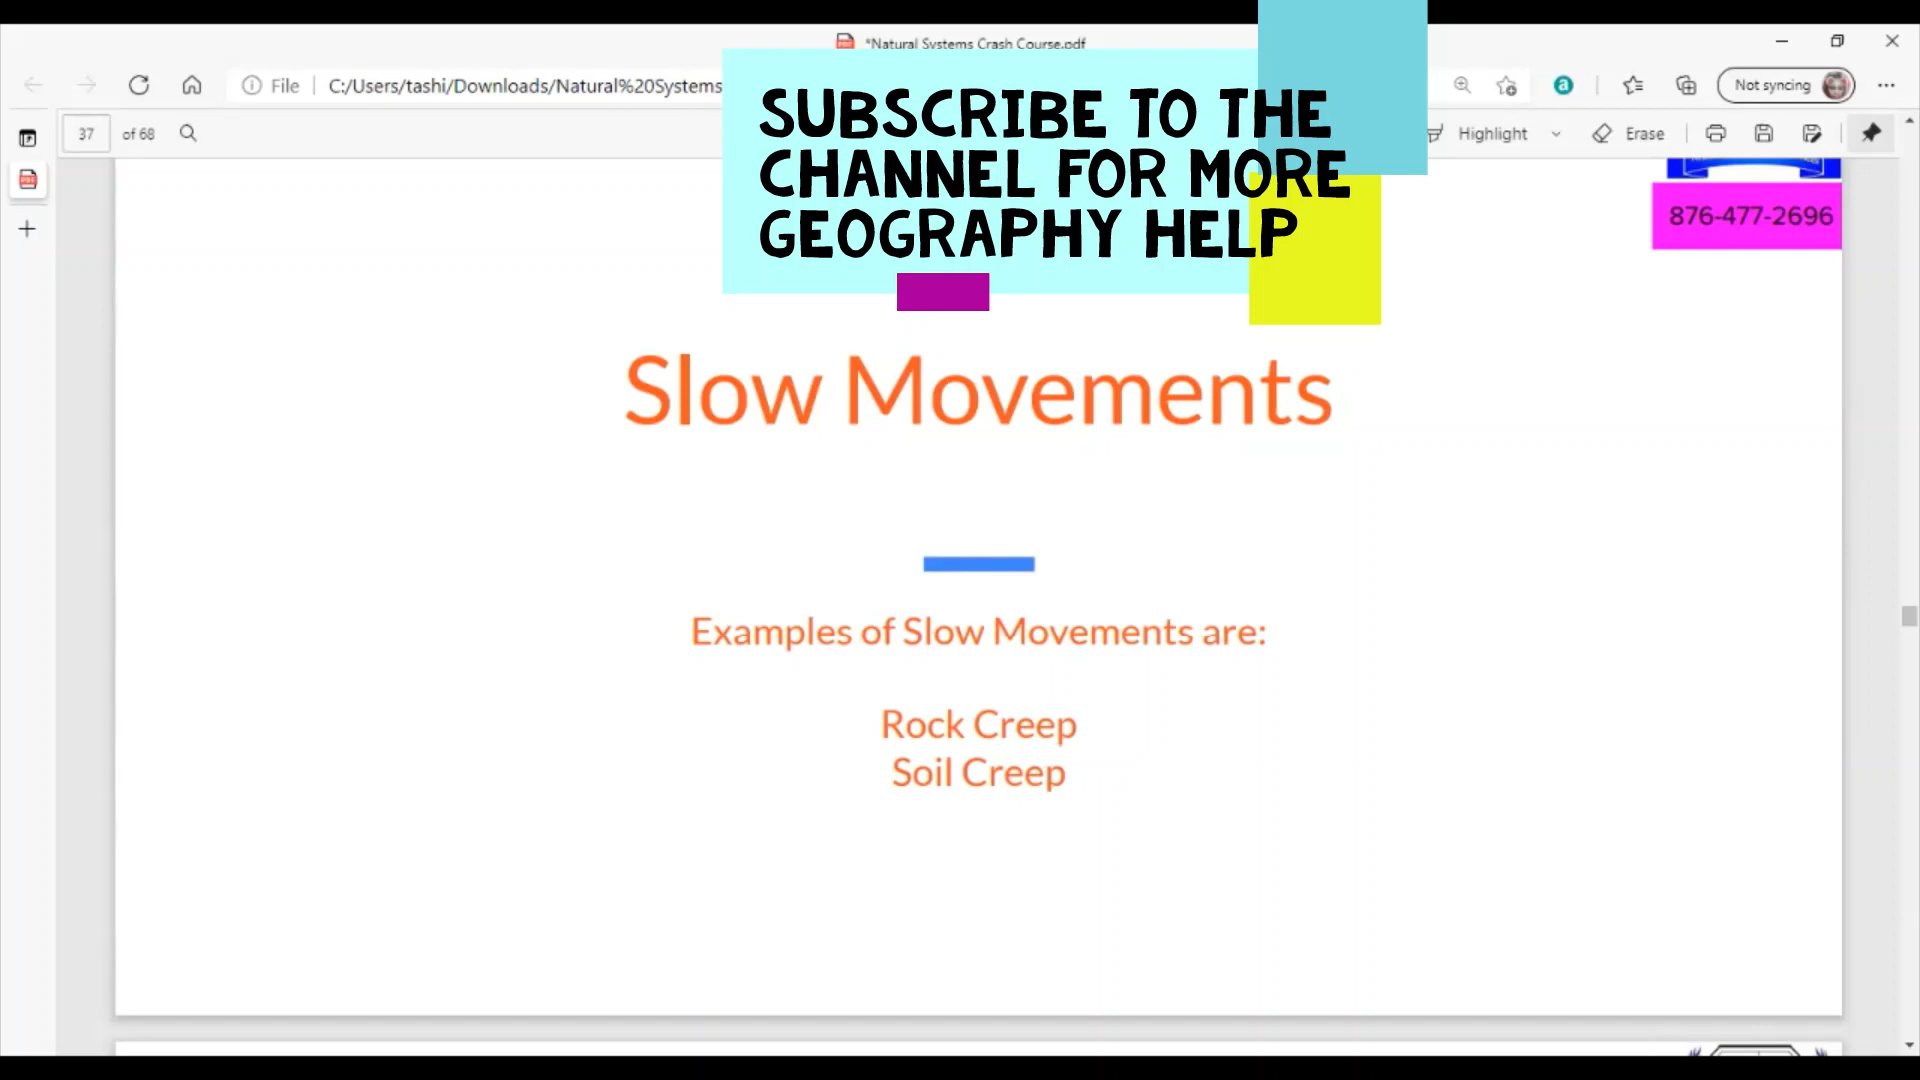 *Natural Systems Crash Course.pdf
File
C:/Users/tashi/Downloads/Natural%20Systems
Not syncing
37
of 68
Highlight
Erase
SUBSCRIBE TO THE
CHANNEL FOR MORE
GEOGRAPHY HELP
876-477-2696
Slow Movements
Examples of Slow Movements are:
Rock Creep
Soil Creep